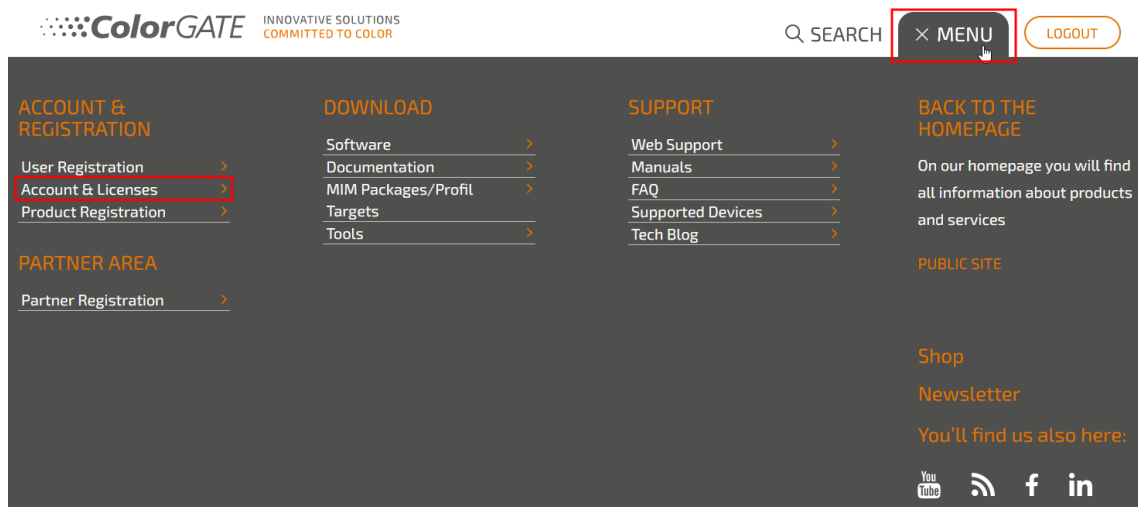 ColorGATE
INNOVATIVE SOLUTIONS
COMMITTED TO COLOR
SEARCH
MENU
LOGOUT
ACCOUNT &
REGISTRATION
User Registration
Account & Licenses
Product Registration
PARTNER AREA
Partner Registration
DOWNLOAD
Software
Documentation
MIM Packages/Profil
Targets
Tools
SUPPORT
Web Support
Manuals
FAQ
Supported Devices
Tech Blog
BACK TO THE
HOMEPAGE
On our homepage you will find
all information about products
and services
PUBLIC SITE
Shop
Newsletter
You'll find us also here:
You
Tube
f
in